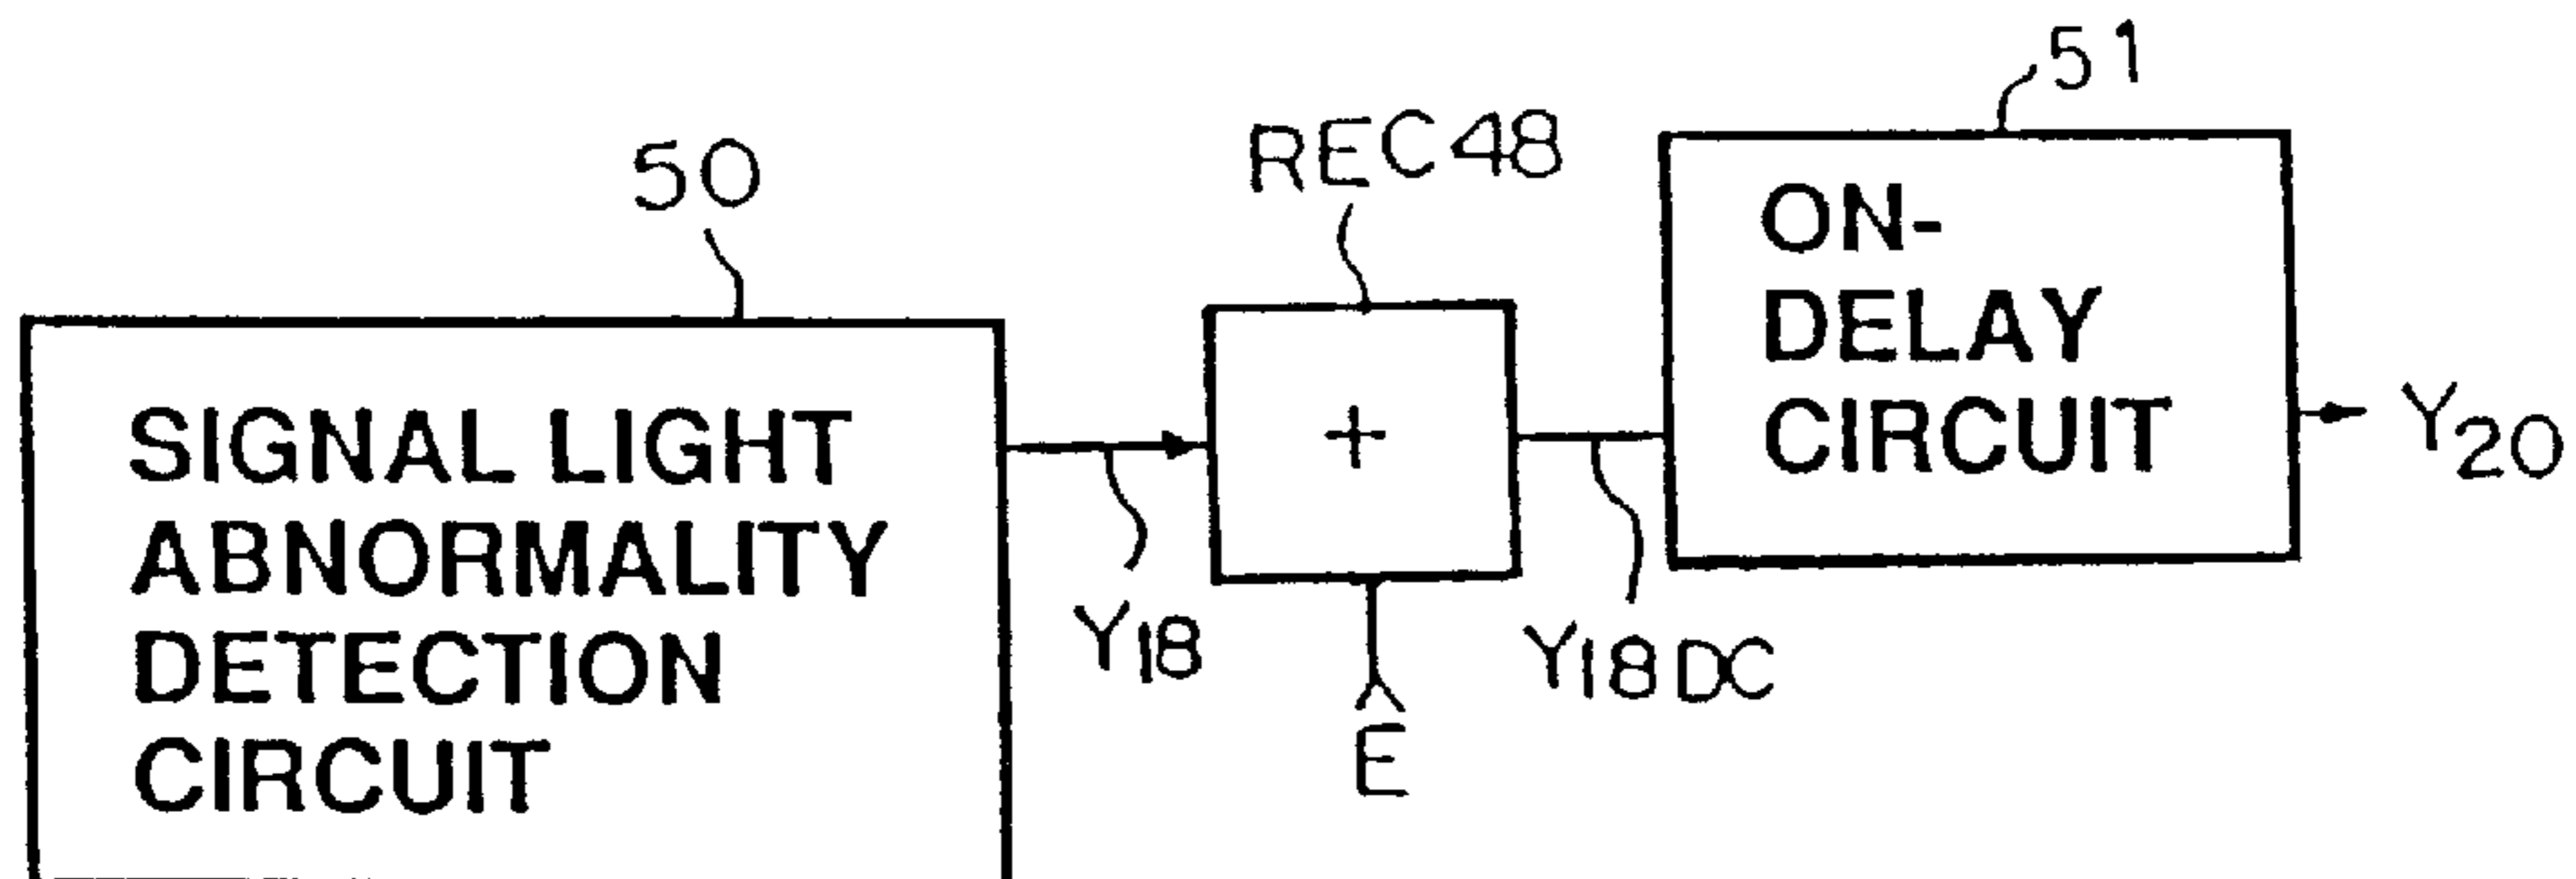 50
SIGNAL LIGHT
ABNORMALITY
DETECTION
CIRCUIT
Y18
REC48
+
E
Y18DC
51
ON-
DELAY
CIRCUIT
Y20